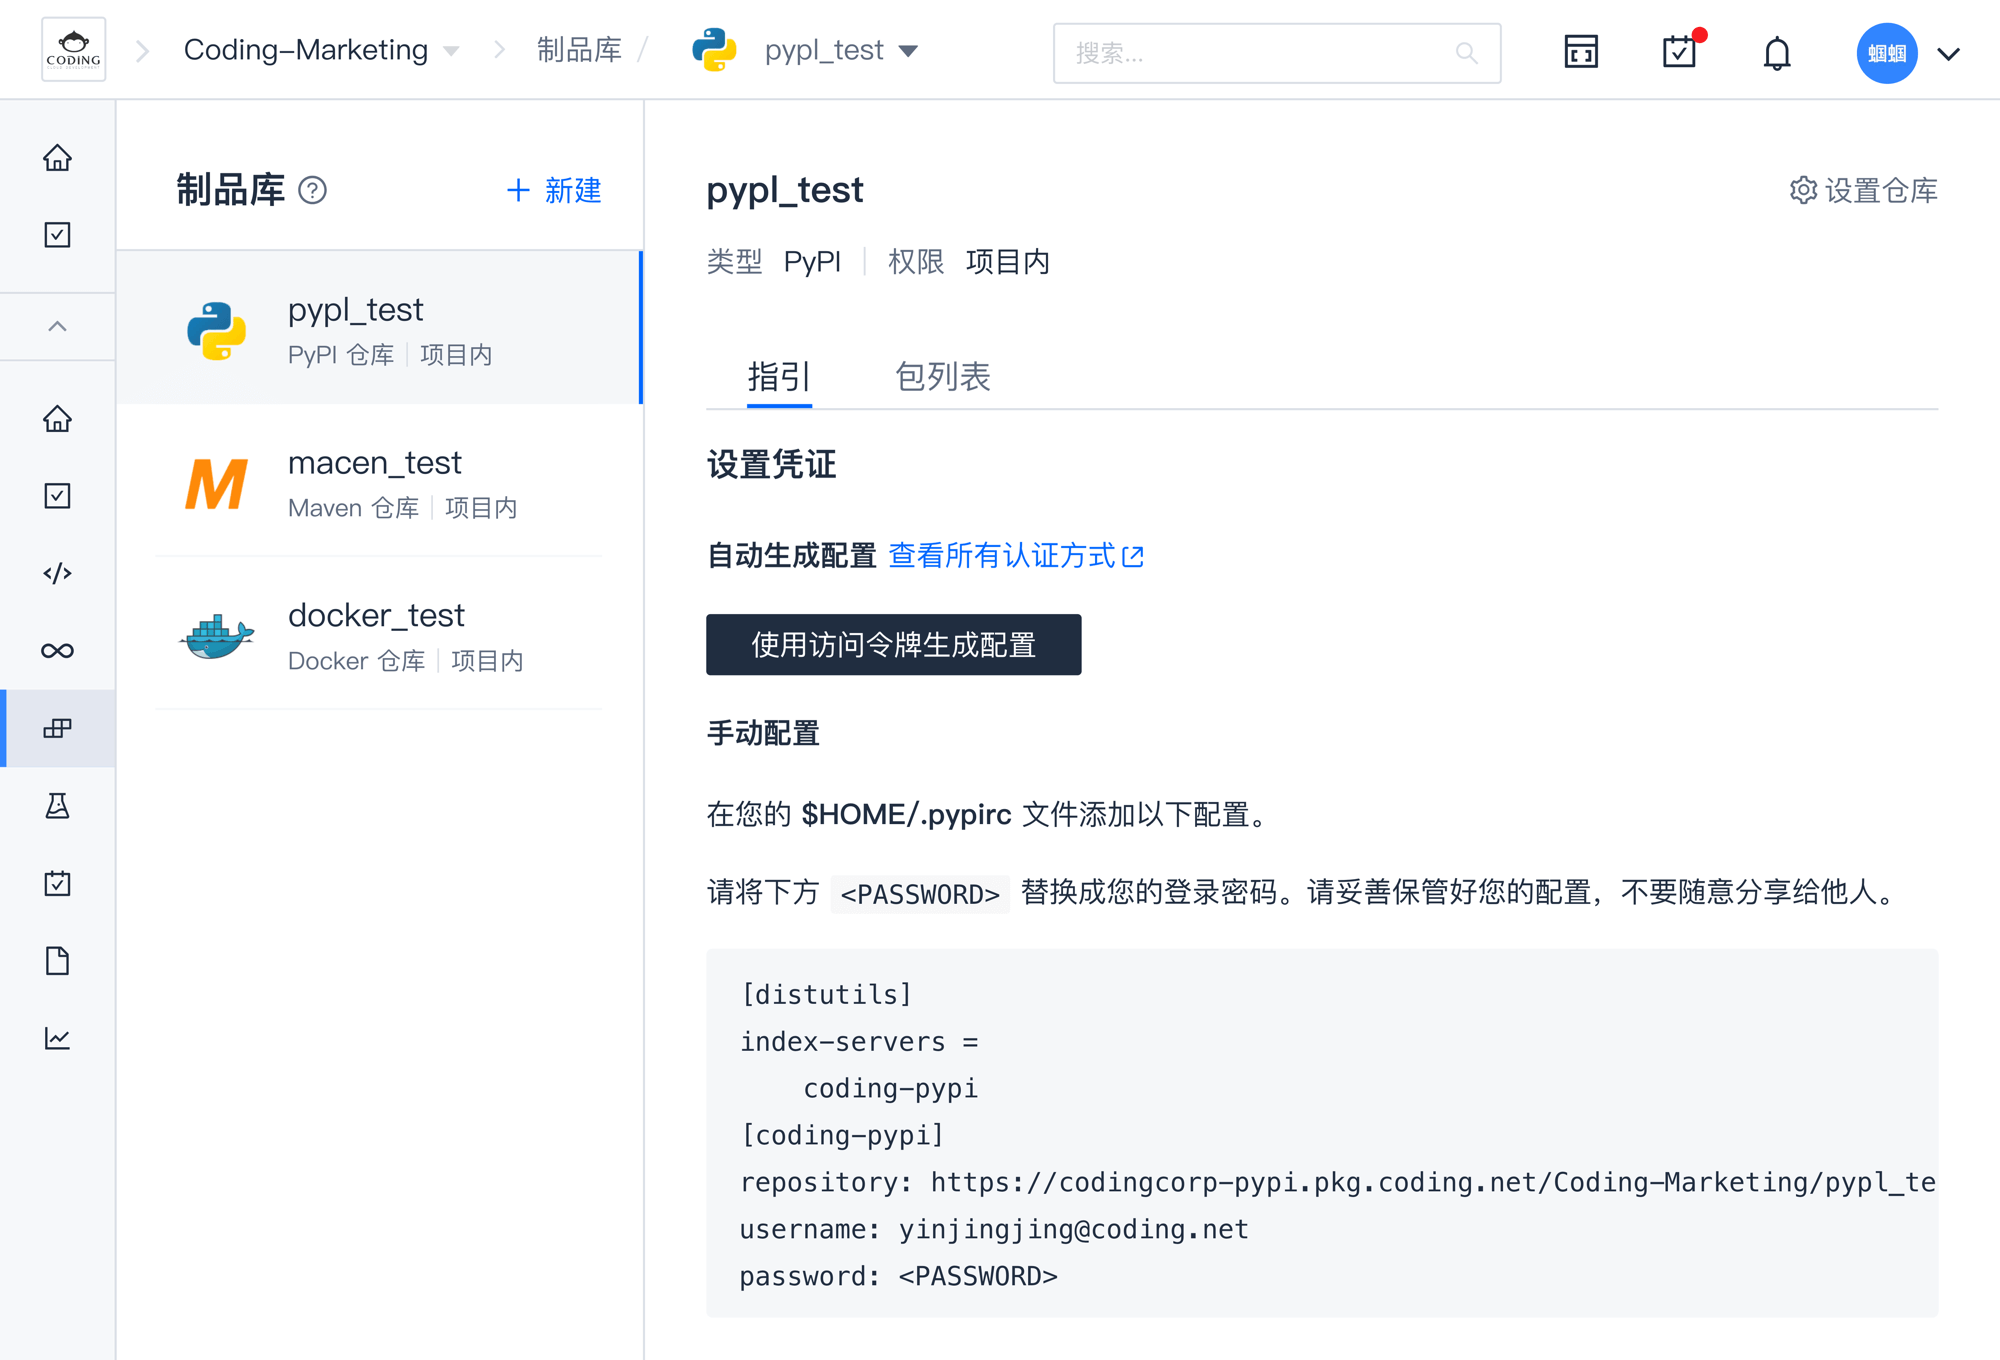 CODING
Coding-Marketing
制品库 /
pypl_test
搜索...
蝈蝈
制品库
+ 新建
pypl_test
PyPI 仓库 | 项目内
macen_test
Maven 仓库 | 项目内
docker_test
Docker 仓库 | 项目内
pypl_test
设置仓库
类型 PyPI | 权限 项目内
指引
包列表
设置凭证
自动生成配置 查看所有认证方式
使用访问令牌生成配置
手动配置
在您的 $HOME/.pypirc 文件添加以下配置。
请将下方 <PASSWORD> 替换成您的登录密码。请妥善保管好您的配置，不要随意分享给他人。
[distutils]
index-servers =
    coding-pypi
[coding-pypi]
repository: https://codingcorp-pypi.pkg.coding.net/Coding-Marketing/pypl_te
username: yinjingjing@coding.net
password: <PASSWORD>